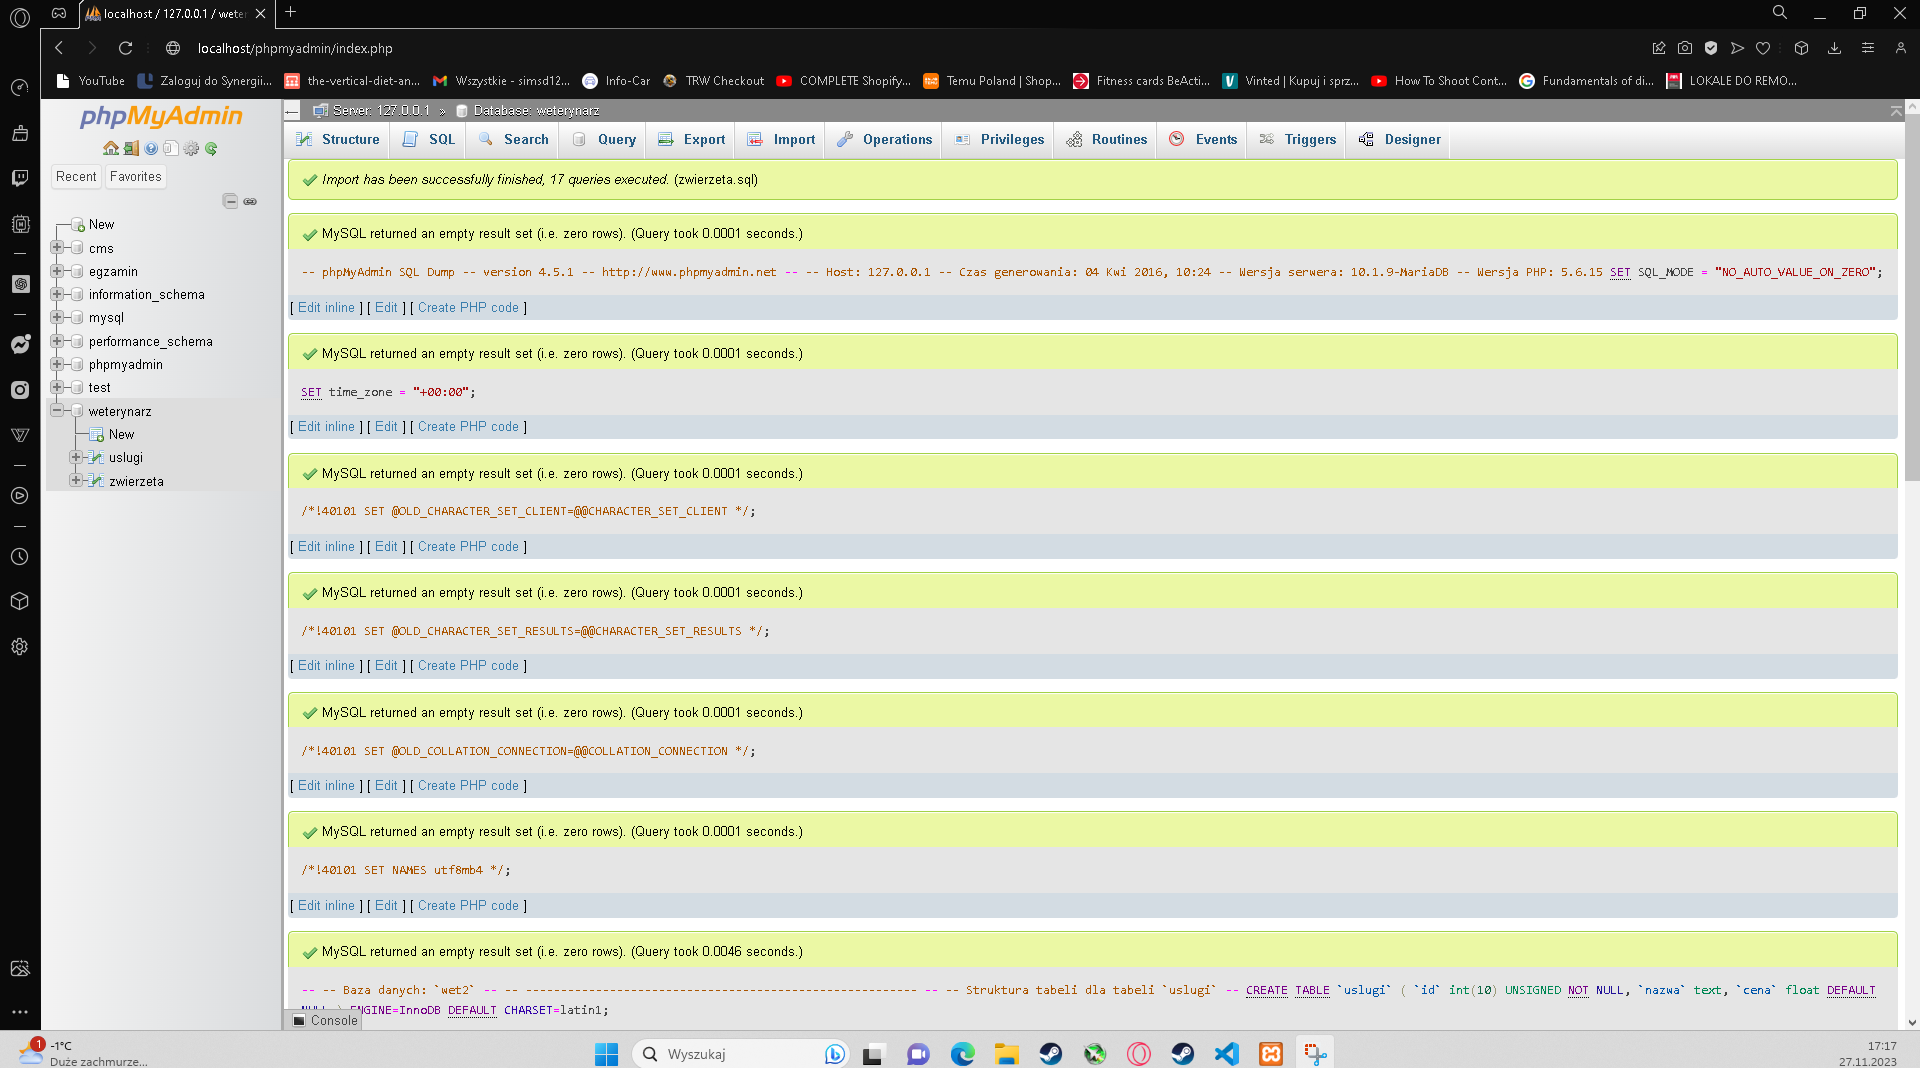 localhost / 127.0.0.1 / weter
localhost/phpmyadmin/index.php
YouTube
Zaloguj do Synergii...
the-vertical-diet-an...
Wszystkie - simsd12...
Info-Car
TRW Checkout
COMPLETE Shopify...
Temu Poland | Shop...
Fitness cards BeActi...
Vinted | Kupuj i sprz...
How To Shoot Cont...
Fundamentals of di...
LOKALE DO REMO...
phpMyAdmin
Recent
Favorites
New
cms
egzamin
information_schema
mysql
performance_schema
phpmyadmin
test
weterynarz
New
uslugi
zwierzeta
Server: 127.0.0.1 » Database: weterynarz
Structure
SQL
Search
Query
Export
Import
Operations
Privileges
Routines
Events
Triggers
Designer
Import has been successfully finished, 17 queries executed. (zwierzeta.sql)
MySQL returned an empty result set (i.e. zero rows). (Query took 0.0001 seconds.)
-- phpMyAdmin SQL Dump -- version 4.5.1 -- http://www.phpmyadmin.net -- -- Host: 127.0.0.1 -- Czas generowania: 04 Kwi 2016, 10:24 -- Wersja serwera: 10.1.9-MariaDB -- Wersja PHP: 5.6.15 SET SQL_MODE = "NO_AUTO_VALUE_ON_ZERO";
[ Edit inline ] [ Edit ] [ Create PHP code ]
MySQL returned an empty result set (i.e. zero rows). (Query took 0.0001 seconds.)
SET time_zone = "+00:00";
[ Edit inline ] [ Edit ] [ Create PHP code ]
MySQL returned an empty result set (i.e. zero rows). (Query took 0.0001 seconds.)
/*!40101 SET @OLD_CHARACTER_SET_CLIENT=@@CHARACTER_SET_CLIENT */;
[ Edit inline ] [ Edit ] [ Create PHP code ]
MySQL returned an empty result set (i.e. zero rows). (Query took 0.0001 seconds.)
/*!40101 SET @OLD_CHARACTER_SET_RESULTS=@@CHARACTER_SET_RESULTS */;
[ Edit inline ] [ Edit ] [ Create PHP code ]
MySQL returned an empty result set (i.e. zero rows). (Query took 0.0001 seconds.)
/*!40101 SET @OLD_COLLATION_CONNECTION=@@COLLATION_CONNECTION */;
[ Edit inline ] [ Edit ] [ Create PHP code ]
MySQL returned an empty result set (i.e. zero rows). (Query took 0.0001 seconds.)
/*!40101 SET NAMES utf8mb4 */;
[ Edit inline ] [ Edit ] [ Create PHP code ]
MySQL returned an empty result set (i.e. zero rows). (Query took 0.0046 seconds.)
-- -- Baza danych: `wet2` -- -- -------------------------------------------------------- -- -- Struktura tabeli dla tabeli `uslugi` -- CREATE TABLE `uslugi` ( `id` int(10) UNSIGNED NOT NULL, `nazwa` text, `cena` float DEFAULT
NULL ) ENGINE=InnoDB DEFAULT CHARSET=latin1;
Console
1
-1°C
Duże zachmurze...
Wyszukaj
17:17
27.11.2023